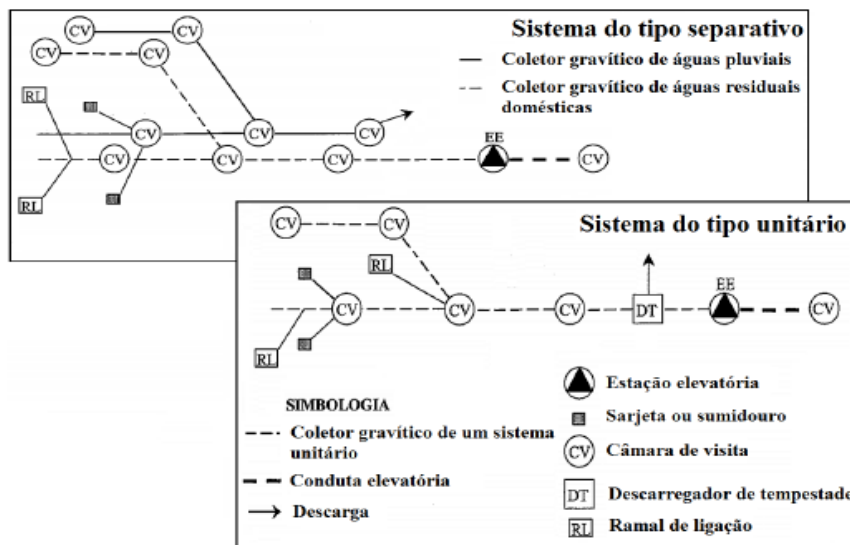 Sistema do tipo separativo
CV
CV
Coletor gravítico de águas pluviais
CV
CV
Coletor gravítico de águas residuais
domésticas
RL
CV
CV
CV
EE
CV
CV
CV
CV
RL
Sistema do tipo unitário
CV
CV
RL
EE
CV
CV
CV
DT
CV
RL
Estação elevatória
SIMBOLOGIA
Sarjeta ou sumidouro
Coletor gravítico de um sistema
unitário
CV
Câmara de visita
Conduta elevatória
DT
Descarregador de tempestade
Descarga
RL
Ramal de ligação